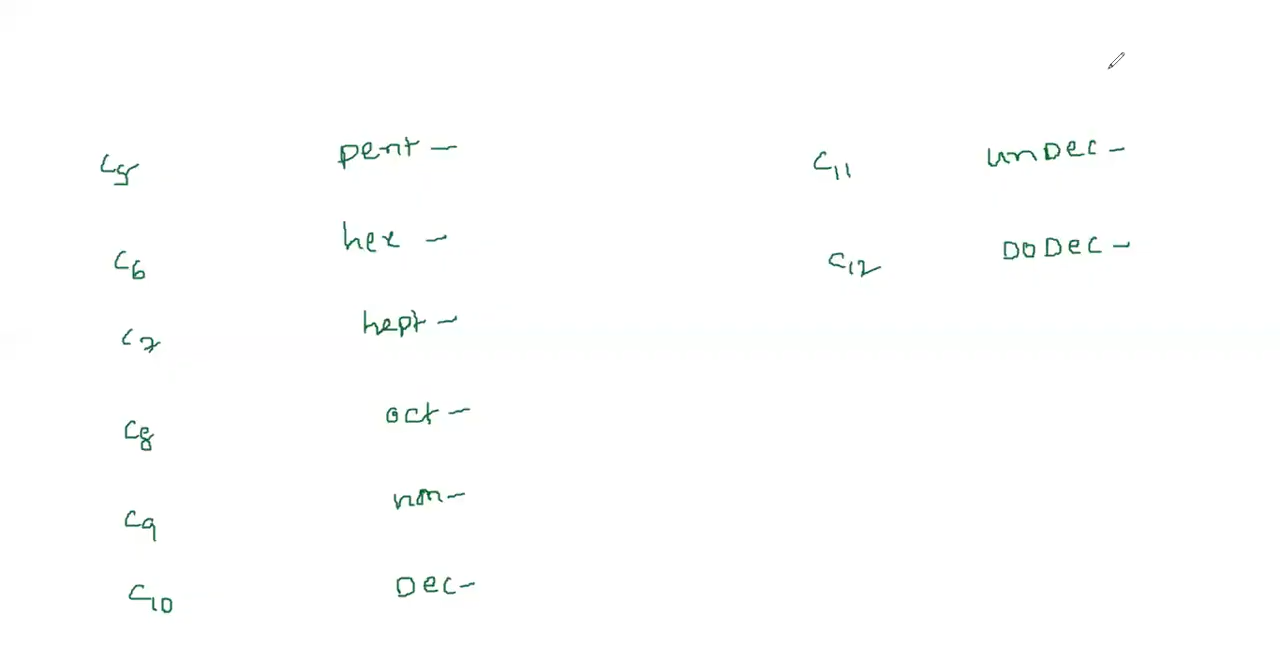 C5 pent -
C6 hex -
C7 hept -
C8 oct -
C9 non -
C10 Dec -
C11 unDec -
C12 DoDec -